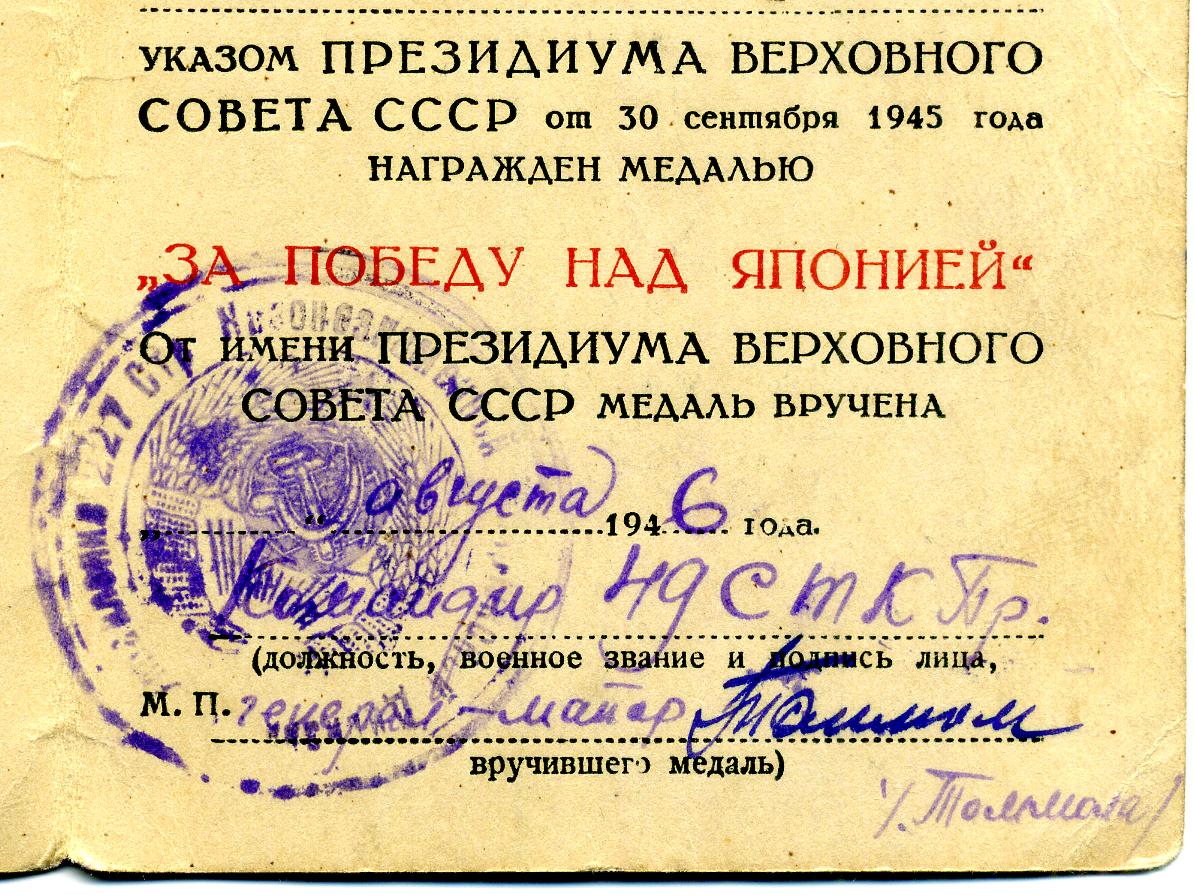 УКАЗОМ ПРЕЗИДИУМА ВЕРХОВНОГО
СОВЕТА СССР от 30 сентября 1945 года
НАГРАЖДЕН МЕДАЛЬЮ
„ЗА ПОБЕДУ НАД ЯПОНИЕЙ“
От имени ПРЕЗИДИУМА ВЕРХОВНОГО
СОВЕТА СССР МЕДАЛЬ ВРУЧЕНА
„ “ августа 1946 года.
Командир 49 С Т К Пр.
(должность, военное звание и подпись лица,
М. П. генерал-майор
вручившего медаль)
227